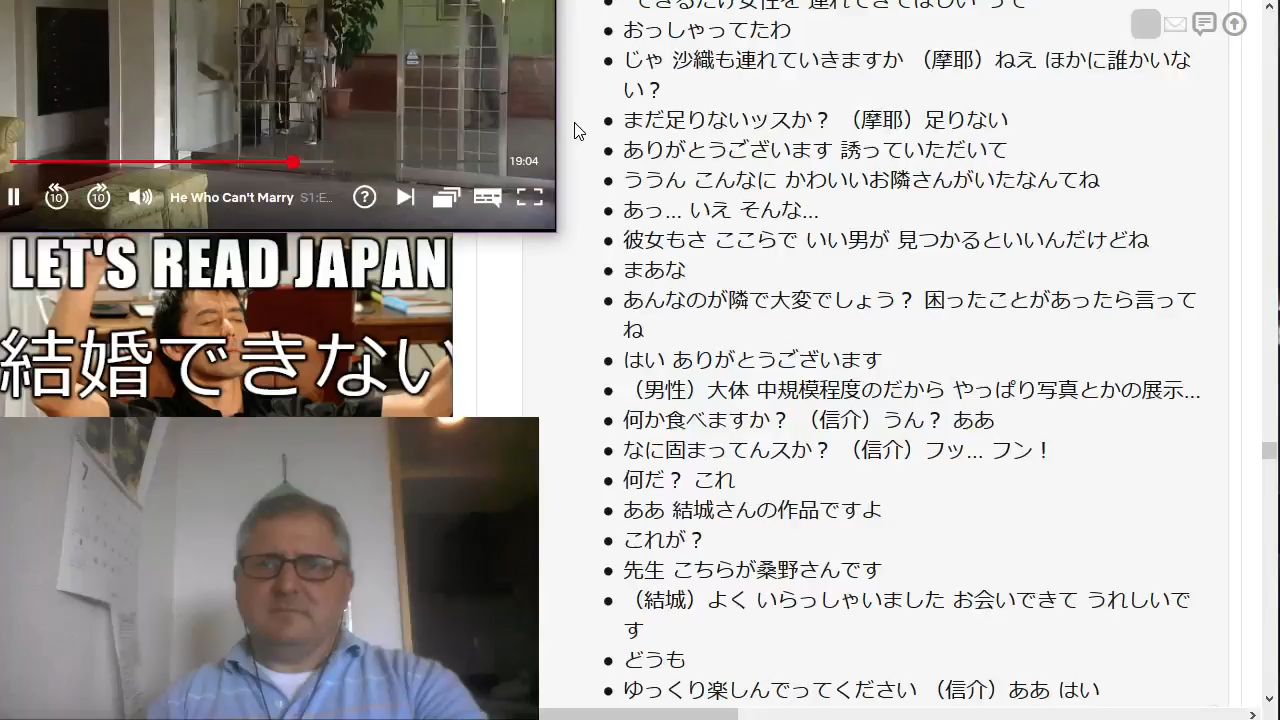 19:04
10
10
He Who Can't Marry S1:E...
LET'S READ JAPAN
結婚できない
7
おっしゃってたわ
じゃ 沙織も連れていきますか （摩耶）ねえ ほかに誰かいな
い？
まだ足りないッスか？ （摩耶）足りない
ありがとうございます 誘っていただいて
ううん こんなに かわいいお隣さんがいたなんてね
あっ... いえ そんな...
彼女もさ ここらで いい男が 見つかるといいんだけどね
まあな
あんなのが隣で大変でしょう？ 困ったことがあったら言って
ね
はい ありがとうございます
（男性）大体 中規模程度のだから やっぱり写真とかの展示...
何か食べますか？ （信介）うん？ ああ
なに固まってんスか？ （信介）フッ... フン！
何だ？ これ
ああ 結城さんの作品ですよ
これが？
先生 こちらが桑野さんです
（結城）よく いらっしゃいました お会いできて うれしいで
す
どうも
ゆっくり楽しんでってください （信介）ああ はい